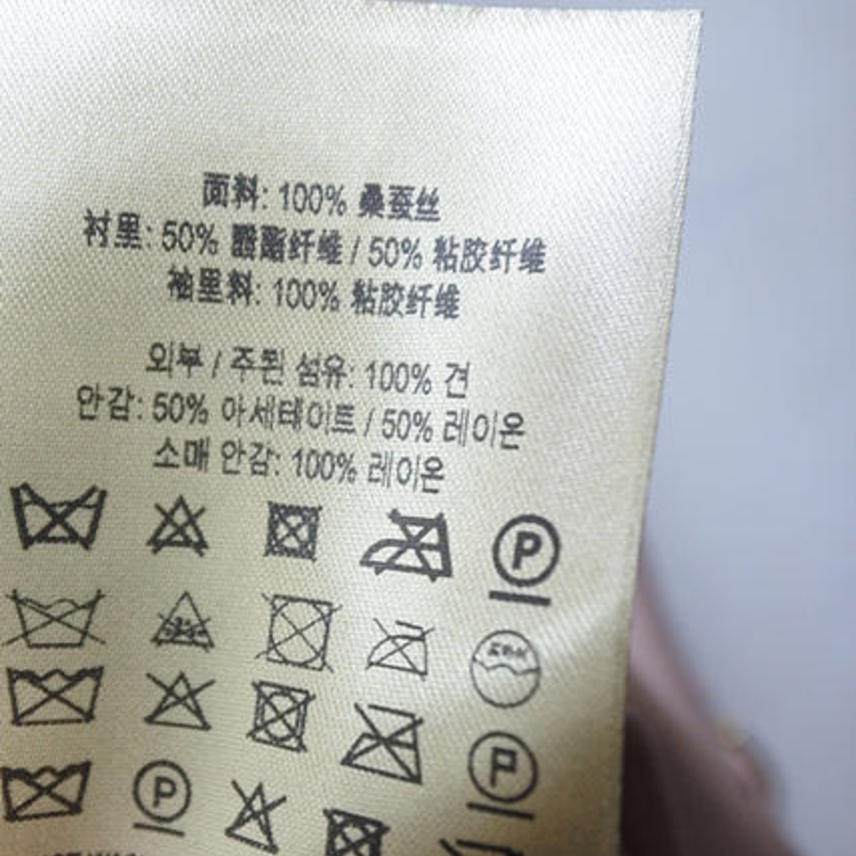 面料: 100% 桑蚕丝
衬里: 50% 醋酯纤维 / 50% 粘胶纤维
袖里料: 100% 粘胶纤维
외부 / 주된 섬유: 100% 견
안감: 50% 아세테이트 / 50% 레이온
소매 안감: 100% 레이온
P
P
P